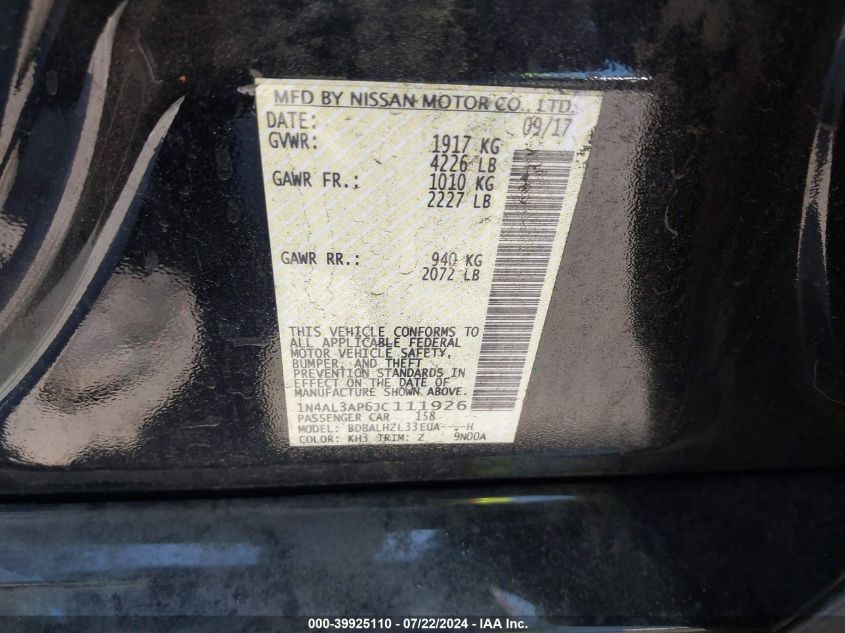 MFD BY NISSAN MOTOR CO., LTD.
DATE: 09/17
GVWR: 1917 KG
4226 LB
GAWR FR.: 1010 KG
2227 LB
GAWR RR.: 940 KG
2072 LB
THIS VEHICLE CONFORMS TO
ALL APPLICABLE FEDERAL
MOTOR VEHICLE SAFETY,
BUMPER, AND THEFT
PREVENTION STANDARDS IN
EFFECT ON THE DATE OF
MANUFACTURE SHOWN ABOVE.
1N4AL3AP6JC111926
PASSENGER CAR 158
MODEL: BDBALHZL33EUA---H
COLOR: KH3 TRIM: Z 9N00A
000-39925110 - 07/22/2024 - IAA Inc.